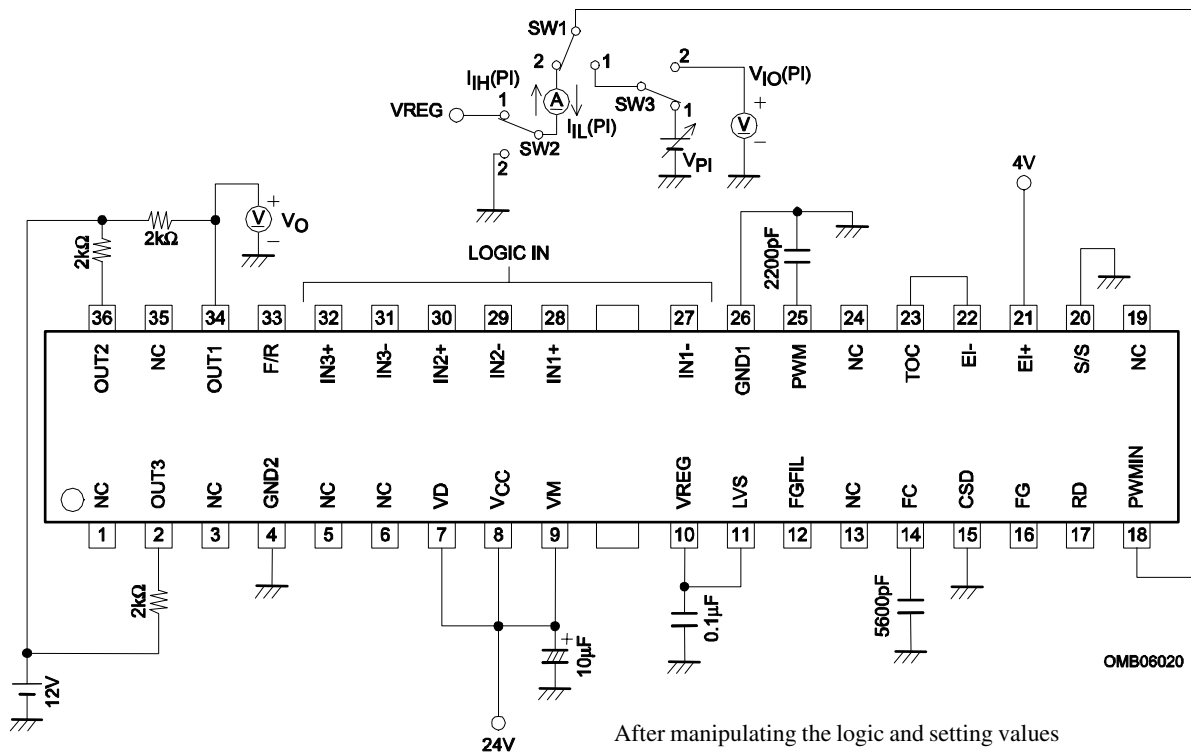 SW1
2
1
2
I_IH(PI)
V_IO(PI)
+
VREG
1
A
SW3
1
V
I_IL(PI)
SW2
−
2
V_PI
4V
+
V
V_O
−
2kΩ
2kΩ
LOGIC IN
2200pF
36 35 34 33 32 31 30 29 28 27 26 25 24 23 22 21 20 19
OUT2 NC OUT1 F/R IN3+ IN3- IN2+ IN2- IN1+ IN1- GND1 PWM NC TOC EI- EI+ S/S NC
NC OUT3 NC GND2 NC NC VD VCC VM VREG LVS FGFIL NC FC CSD FG RD PWMIN
1 2 3 4 5 6 7 8 9 10 11 12 13 14 15 16 17 18
2kΩ
+
10μF
0.1μF
5600pF
OMB06020
12V
24V
After manipulating the logic and setting values